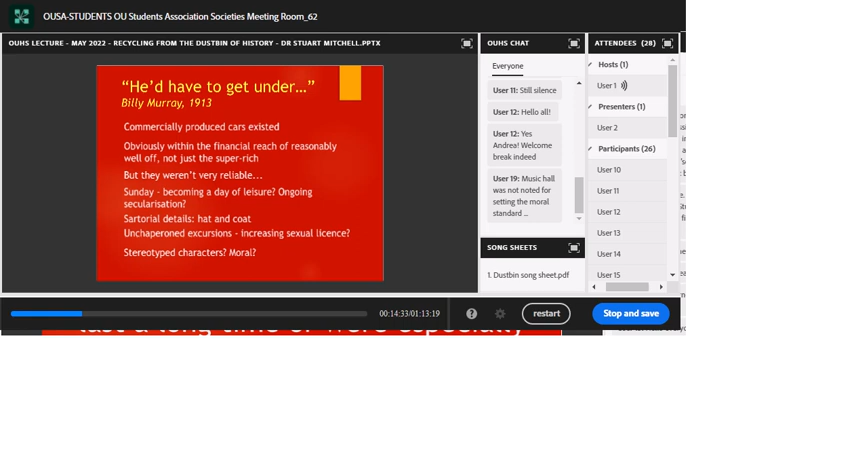 OUSA-STUDENTS OU Students Association Societies Meeting Room_62
OUHS LECTURE - MAY 2022 - RECYCLING FROM THE DUSTBIN OF HISTORY - DR STUART MITCHELL.PPTX
“He’d have to get under…”
Billy Murray, 1913
Commercially produced cars existed
Obviously within the financial reach of reasonably
well off, not just the super-rich
But they weren’t very reliable…
Sunday - becoming a day of leisure? Ongoing
secularisation?
Sartorial details: hat and coat
Unchaperoned excursions - increasing sexual licence?
Stereotyped characters? Moral?
OUHS CHAT
Everyone
User 11: Still silence
User 12: Hello all!
User 12: Yes
Andrea! Welcome
break indeed
User 19: Music hall
was not noted for
setting the moral
standard ...
SONG SHEETS
1. Dustbin song sheet.pdf
ATTENDEES (28)
Hosts (1)
User 1
Presenters (1)
User 2
Participants (26)
User 10
User 11
User 12
User 13
User 14
User 15
00:14:33/01:13:19
restart
Stop and save